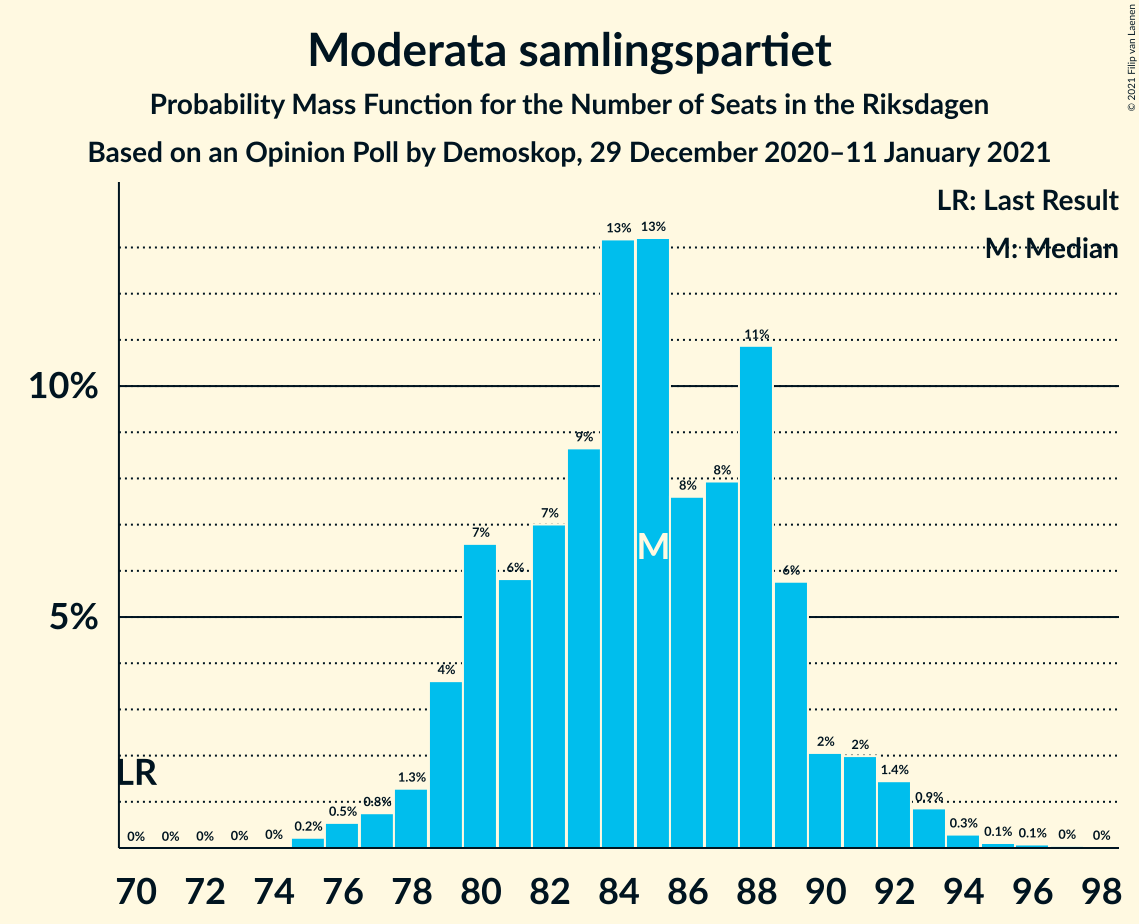 Moderata samlingspartiet
Probability Mass Function for the Number of Seats in the Riksdagen
Based on an Opinion Poll by Demoskop, 29 December 2020–11 January 2021
© 2021 Filip van Laenen
LR: Last Result
M: Median
10%
5%
LR
M
0% 0% 0% 0% 0% 0.2% 0.5% 0.8% 1.3% 4% 7% 6% 7% 9% 13% 13% 8% 8% 11% 6% 2% 2% 1.4% 0.9% 0.3% 0.1% 0.1% 0% 0%
70 72 74 76 78 80 82 84 86 88 90 92 94 96 98